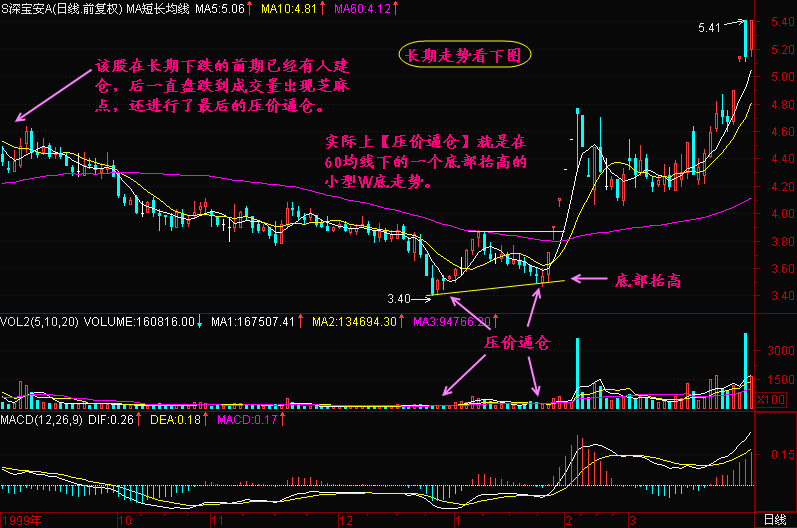 S深宝安A(日线.前复权) MA短长均线 MA5:5.06↑ MA10:4.81↑ MA60:4.12↑
5.41
5.40
长期走势看下图
5.20
该股在长期下跌的前期已经有人建
仓，后一直盘跌到成交量出现芝麻
点，还进行了最后的压价逼仓。
5.00
4.80
实际上【压价逼仓】就是在
60均线下的一个底部抬高的
小型W底走势。
4.60
4.40
4.20
4.00
3.80
3.60
底部抬高
3.40
3.40
VOL2(5,10,20) VOLUME:160816.00↓ MA1:167507.41↑ MA2:134694.30↑ MA3:94766.20↑
压价逼仓
3000
1500
X100
MACD(12,26,9) DIF:0.26↑ DEA:0.18↑ MACD:0.17↑
0.15
1999年 10 11 12 1 2 3 日线